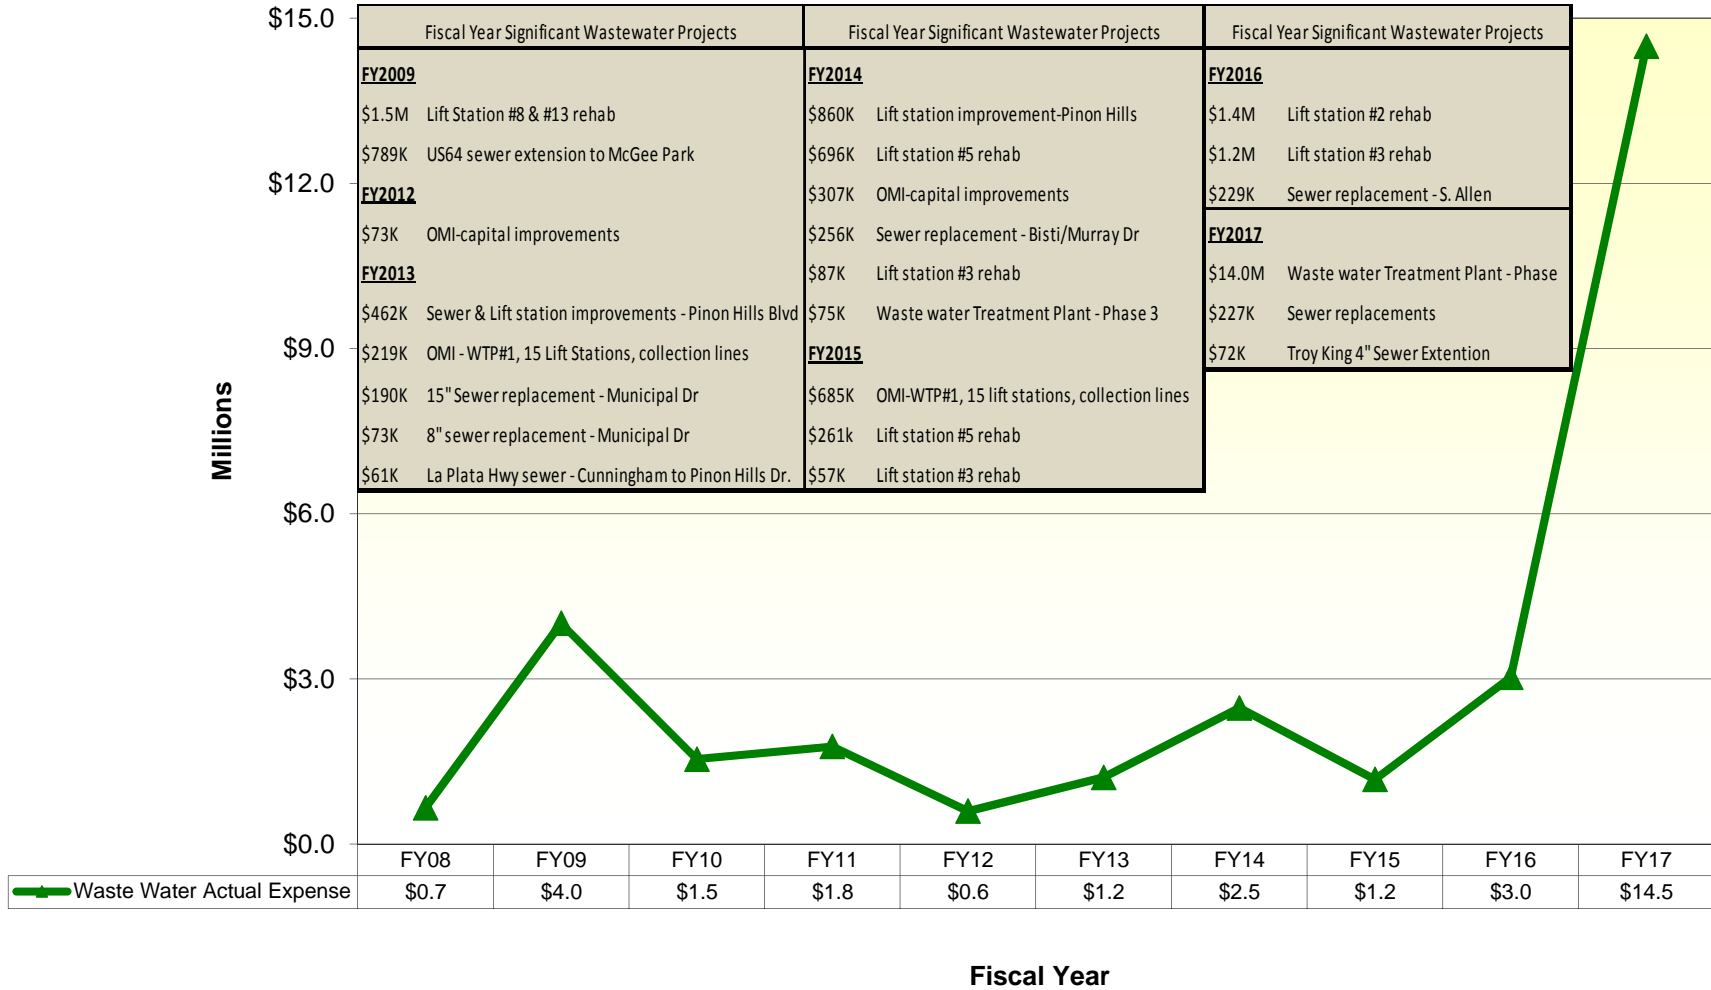 $15.0
$12.0
$9.0
$6.0
$3.0
$0.0
Millions
Fiscal Year Significant Wastewater Projects
FY2009
$1.5M Lift Station #8 & #13 rehab
$789K US64 sewer extension to McGee Park
FY2012
$73K OMI-capital improvements
FY2013
$462K Sewer & Lift station improvements - Pinon Hills Blvd
$219K OMI - WTP#1, 15 Lift Stations, collection lines
$190K 15" Sewer replacement - Municipal Dr
$73K 8" sewer replacement - Municipal Dr
$61K La Plata Hwy sewer - Cunningham to Pinon Hills Dr.
Fiscal Year Significant Wastewater Projects
FY2014
$860K Lift station improvement-Pinon Hills
$696K Lift station #5 rehab
$307K OMI-capital improvements
$256K Sewer replacement - Bisti/Murray Dr
$87K Lift station #3 rehab
$75K Waste water Treatment Plant - Phase 3
FY2015
$685K OMI-WTP#1, 15 lift stations, collection lines
$261k Lift station #5 rehab
$57K Lift station #3 rehab
Fiscal Year Significant Wastewater Projects
FY2016
$1.4M Lift station #2 rehab
$1.2M Lift station #3 rehab
$229K Sewer replacement - S. Allen
FY2017
$14.0M Waste water Treatment Plant - Phase
$227K Sewer replacements
$72K Troy King 4" Sewer Extention
FY08 FY09 FY10 FY11 FY12 FY13 FY14 FY15 FY16 FY17
Waste Water Actual Expense $0.7 $4.0 $1.5 $1.8 $0.6 $1.2 $2.5 $1.2 $3.0 $14.5
Fiscal Year